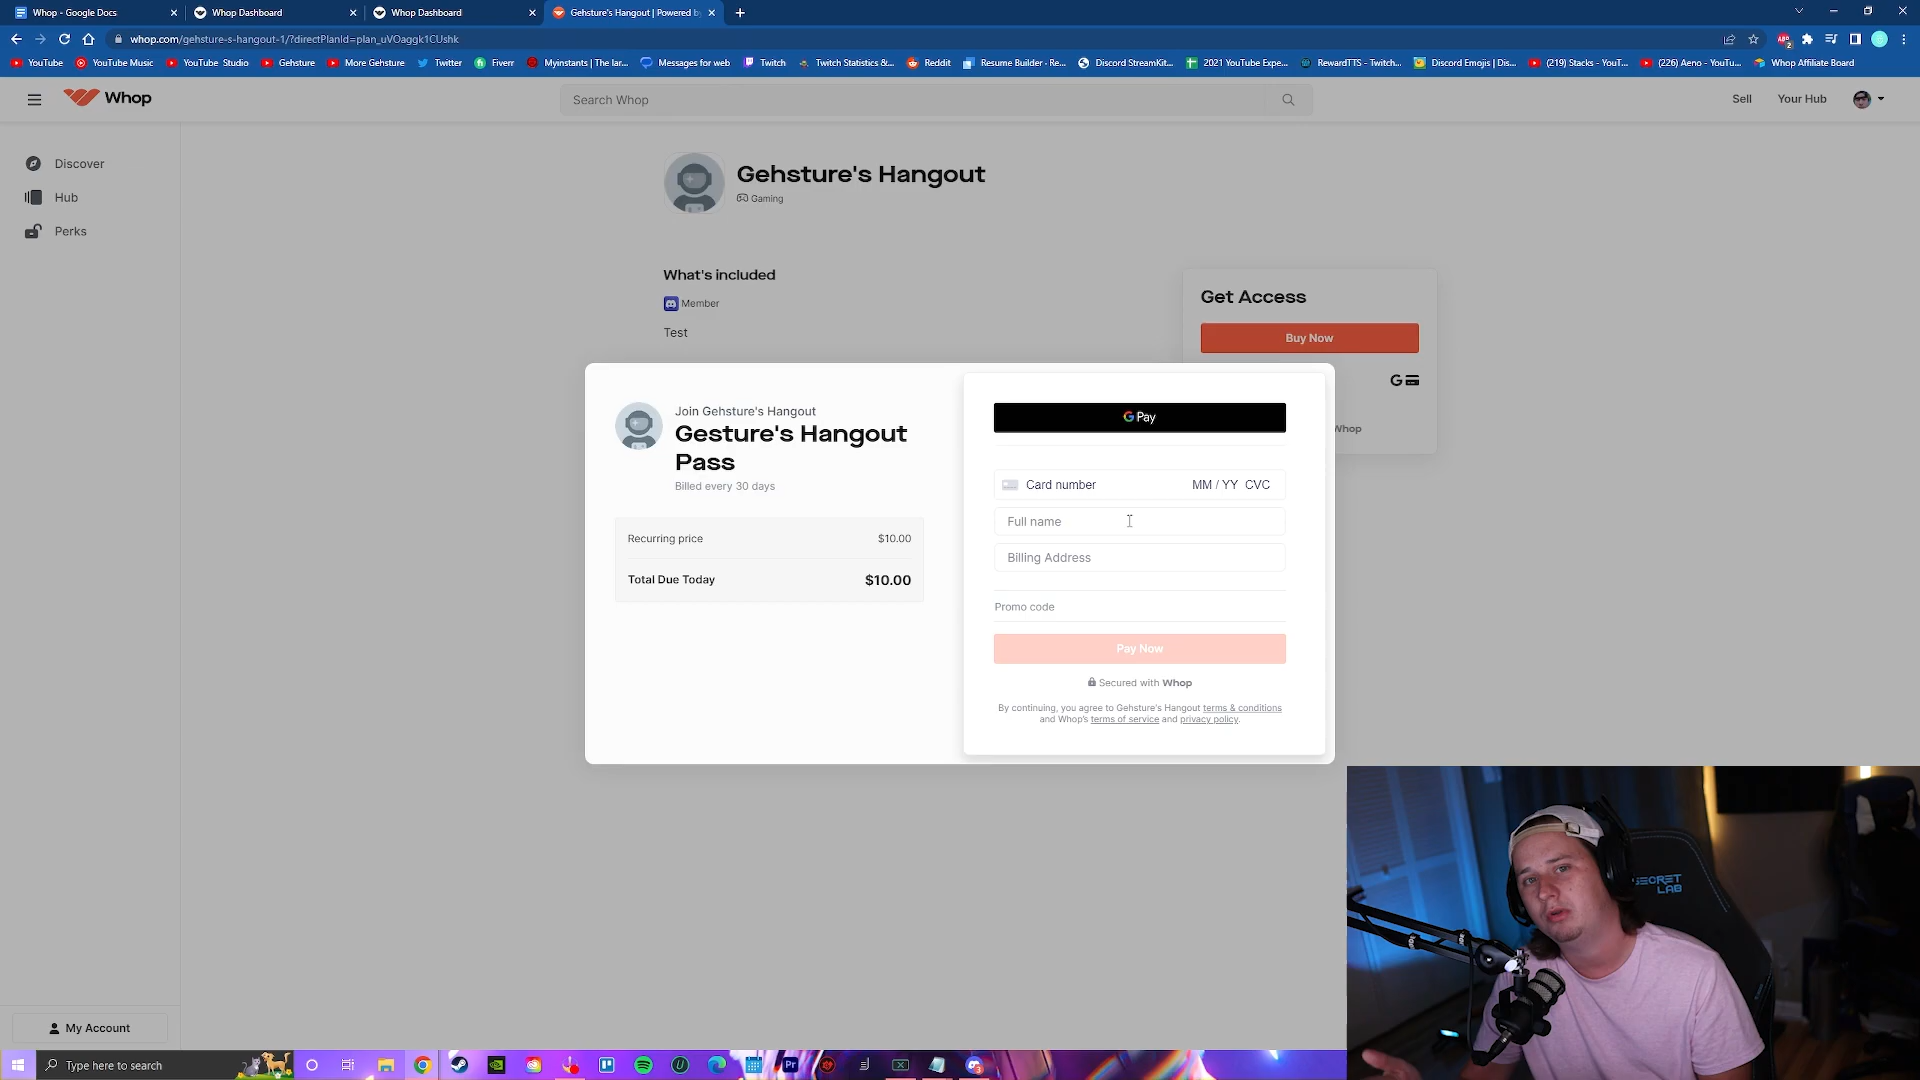 Whop - Google Docs
Whop Dashboard
Whop Dashboard
Gehsture's Hangout | Powered by
whop.com/gehsture-s-hangout-1/?directPlanId=plan_uVOaggk1CUshk
YouTube
YouTube Music
YouTube Studio
Gehsture
More Gehsture
Twitter
Fiverr
Myinstants | The lar...
Messages for web
Twitch
Twitch Statistics &...
Reddit
Resume Builder - Re...
Discord StreamKit...
2021 YouTube Expe...
RewardTTS - Twitch...
Discord Emojis | Dis...
(219) Stacks - YouT...
(226) Aeno - YouTu...
Whop Affiliate Board
Whop
Search Whop
Sell
Your Hub
Discover
Hub
Perks
Gehsture's Hangout
Gaming
What's included
Member
Test
Get Access
Buy Now
Whop
Join Gehsture's Hangout
Gesture's Hangout
Pass
Billed every 30 days
Recurring price $10.00
Total Due Today $10.00
G Pay
Card number MM / YY CVC
Full name
Billing Address
Promo code
Pay Now
Secured with Whop
By continuing, you agree to Gehsture's Hangout terms & conditions
and Whop's terms of service and privacy policy.
SECRET
LAB
My Account
Type here to search